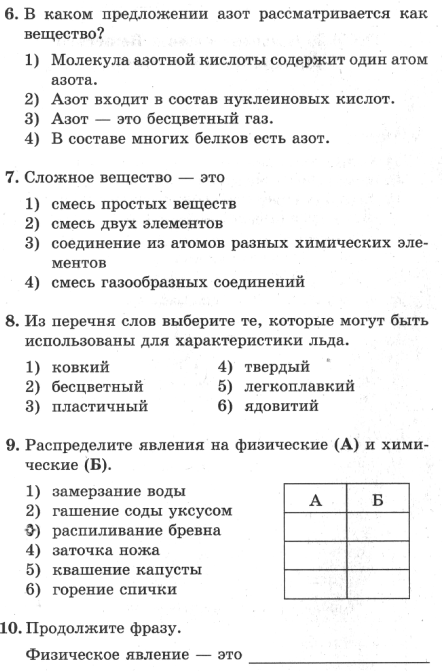 6. В каком предложении азот рассматривается как
вещество?
1) Молекула азотной кислоты содержит один атом
азота.
2) Азот входит в состав нуклеиновых кислот.
3) Азот — это бесцветный газ.
4) В составе многих белков есть азот.
7. Сложное вещество — это
1) смесь простых веществ
2) смесь двух элементов
3) соединение из атомов разных химических эле-
ментов
4) смесь газообразных соединений
8. Из перечня слов выберите те, которые могут быть
использованы для характеристики льда.
1) ковкий
2) бесцветный
3) пластичный
4) твердый
5) легкоплавкий
6) ядовитий
9. Распределите явления на физические (А) и хими-
ческие (Б).
1) замерзание воды
2) гашение соды уксусом
3) распиливание бревна
4) заточка ножа
5) квашение капусты
6) горение спички
А Б
10. Продолжите фразу.
Физическое явление — это